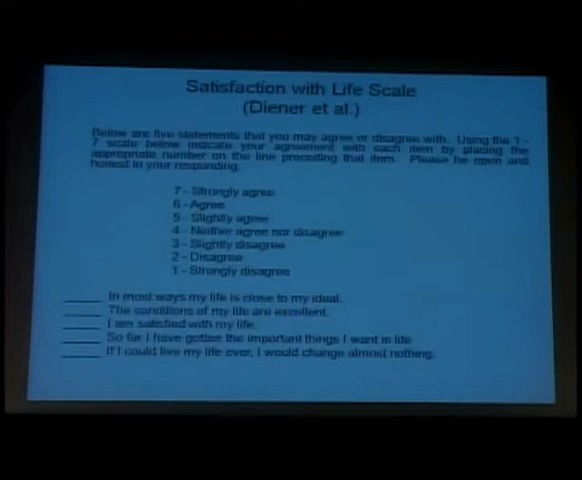 Satisfaction with Life Scale
(Diener et al.)
Below are five statements that you may agree or disagree with. Using the 1 -
7 scale below indicate your agreement with each item by placing the
appropriate number on the line preceding that item. Please be open and
honest in your responding.
7 - Strongly agree
6 - Agree
5 - Slightly agree
4 - Neither agree nor disagree
3 - Slightly disagree
2 - Disagree
1 - Strongly disagree
____ In most ways my life is close to my ideal.
____ The conditions of my life are excellent.
____ I am satisfied with my life.
____ So far I have gotten the important things I want in life
____ If I could live my life over, I would change almost nothing.